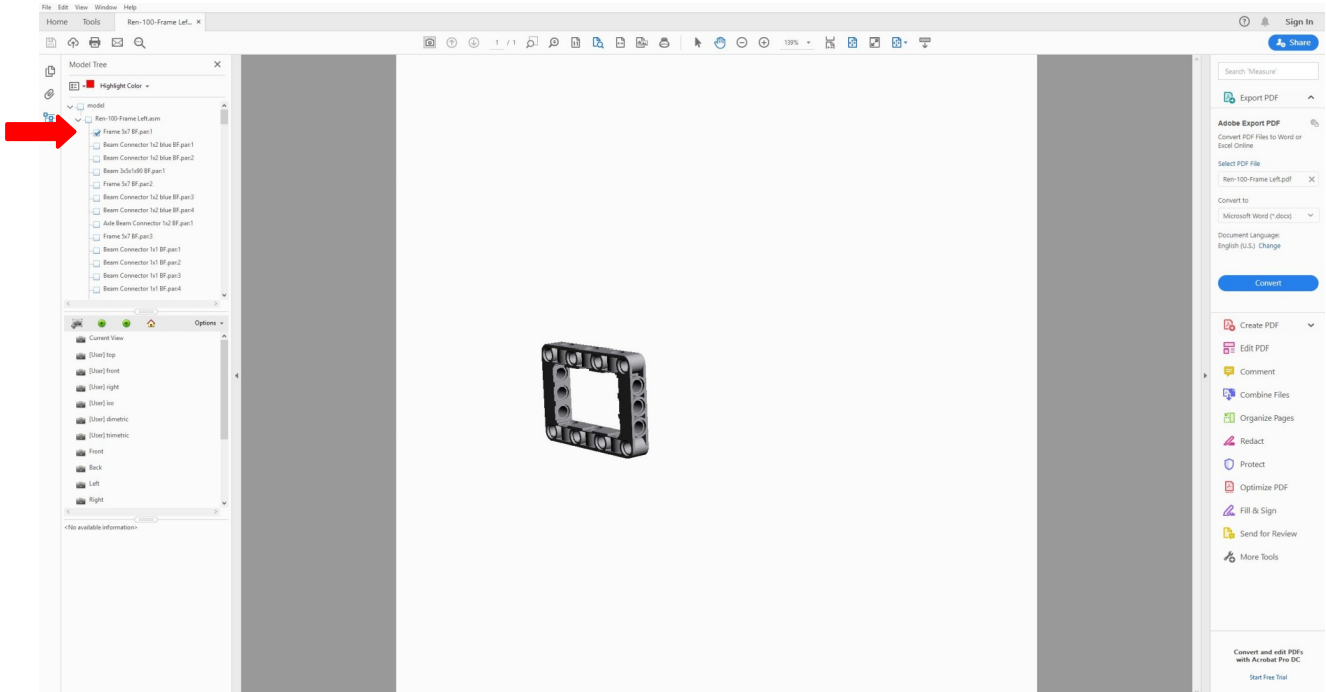 File Edit View Window Help
Home Tools Ren-100-Frame Lef... × Sign In
1 / 1 139% Share
Model Tree ×
Highlight Color
model
Ren-100-Frame Left.asm
Frame 5x7 BF.par:1
Beam Connector 1x2 blue BF.par:1
Beam Connector 1x2 blue BF.par:2
Beam 3x5x1x90 BF.par:1
Frame 5x7 BF.par:2
Beam Connector 1x2 blue BF.par:3
Beam Connector 1x2 blue BF.par:4
Axle Beam Connector 1x2 BF.par:1
Frame 5x7 BF.par:3
Beam Connector 1x1 BF.par:1
Beam Connector 1x1 BF.par:2
Beam Connector 1x1 BF.par:3
Beam Connector 1x1 BF.par:4
Options
Current View
[User] top
[User] front
[User] right
[User] iso
[User] dimetric
[User] trimetric
Front
Back
Left
Right
<No available information>
Search 'Measure'
Export PDF
Adobe Export PDF
Convert PDF Files to Word or
Excel Online
Select PDF File
Ren-100-Frame Left.pdf ×
Convert to
Microsoft Word (*.docx)
Document Language:
English (U.S.) Change
Convert
Create PDF
Edit PDF
Comment
Combine Files
Organize Pages
Redact
Protect
Optimize PDF
Fill & Sign
Send for Review
More Tools
Convert and edit PDFs
with Acrobat Pro DC
Start Free Trial